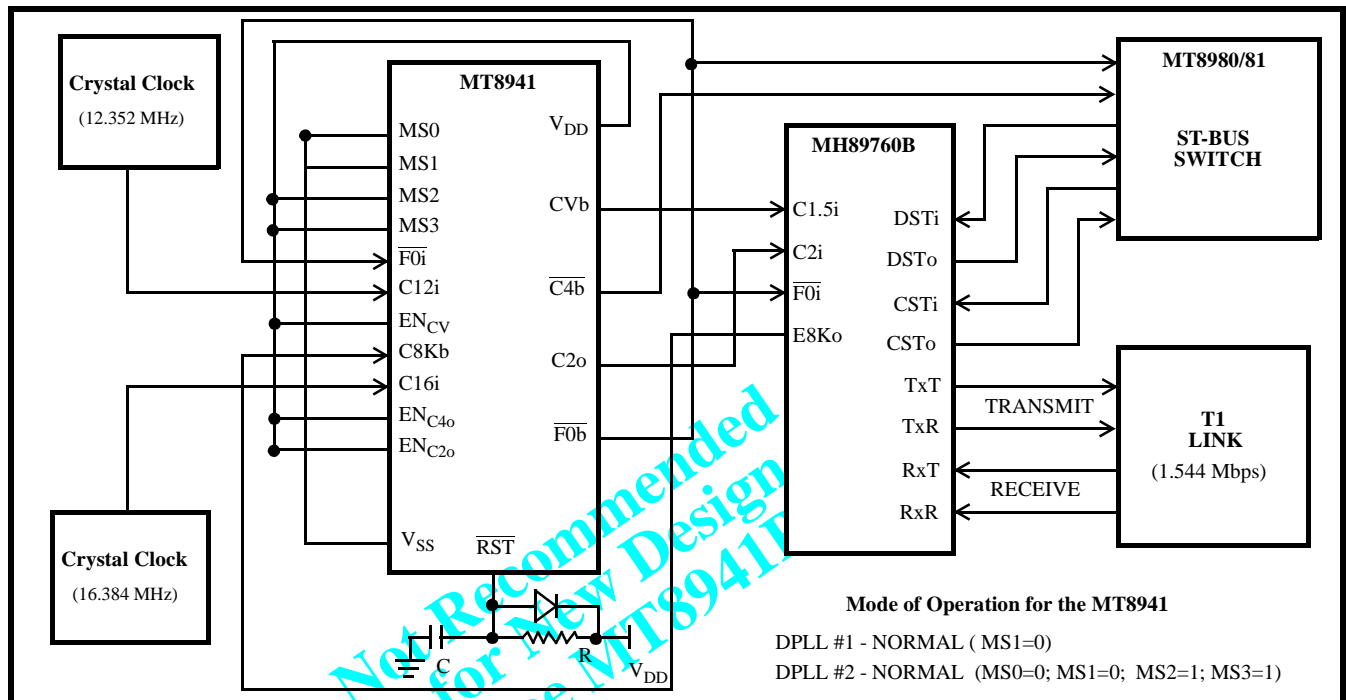 Crystal Clock
(12.352 MHz)
MT8941
MS0
MS1
MS2
MS3
F0i
C12i
ENCV
C8Kb
C16i
ENC4o
ENC2o
VSS
RST
VDD
CVb
C4b
C2o
F0b
MH89760B
C1.5i
C2i
F0i
E8Ko
DSTi
DSTo
CSTi
CSTo
TxT
TxR
RxT
RxR
MT8980/81
ST-BUS
SWITCH
TRANSMIT
RECEIVE
T1
LINK
(1.544 Mbps)
Crystal Clock
(16.384 MHz)
C
R
VDD
Not Recommended
for New Design
MT8941
Mode of Operation for the MT8941
DPLL #1 - NORMAL ( MS1=0)
DPLL #2 - NORMAL (MS0=0; MS1=0; MS2=1; MS3=1)